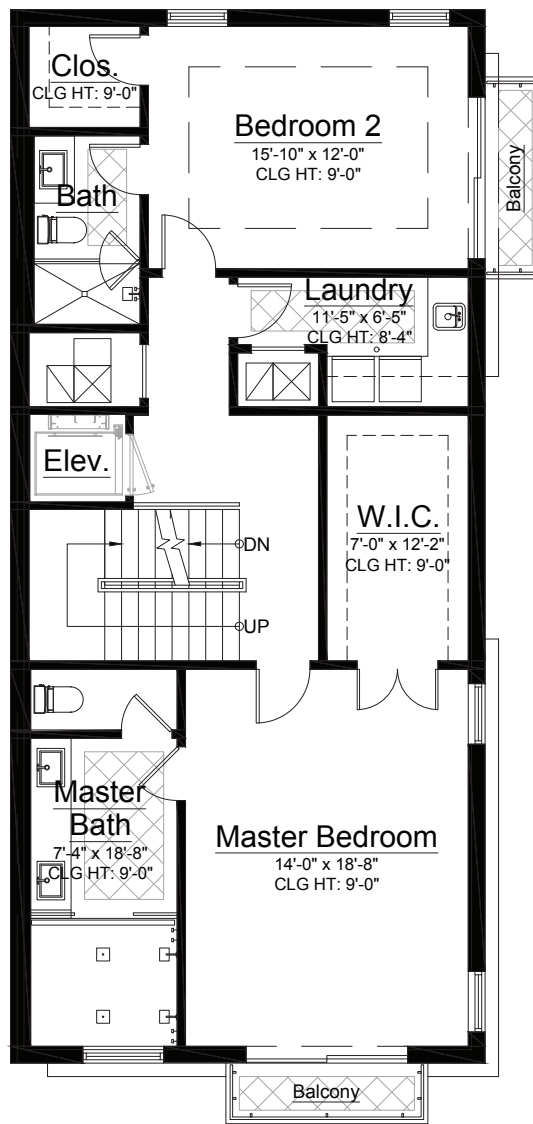 Clos.
CLG HT: 9'-0"
Bedroom 2
15'-10" x 12'-0"
CLG HT: 9'-0"
Balcony
Bath
Laundry
11'-5" x 6'-5"
CLG HT: 8'-4"
Elev.
W.I.C.
7'-0" x 12'-2"
CLG HT: 9'-0"
DN
UP
Master
Bath
7'-4" x 18'-8"
CLG HT: 9'-0"
Master Bedroom
14'-0" x 18'-8"
CLG HT: 9'-0"
Balcony